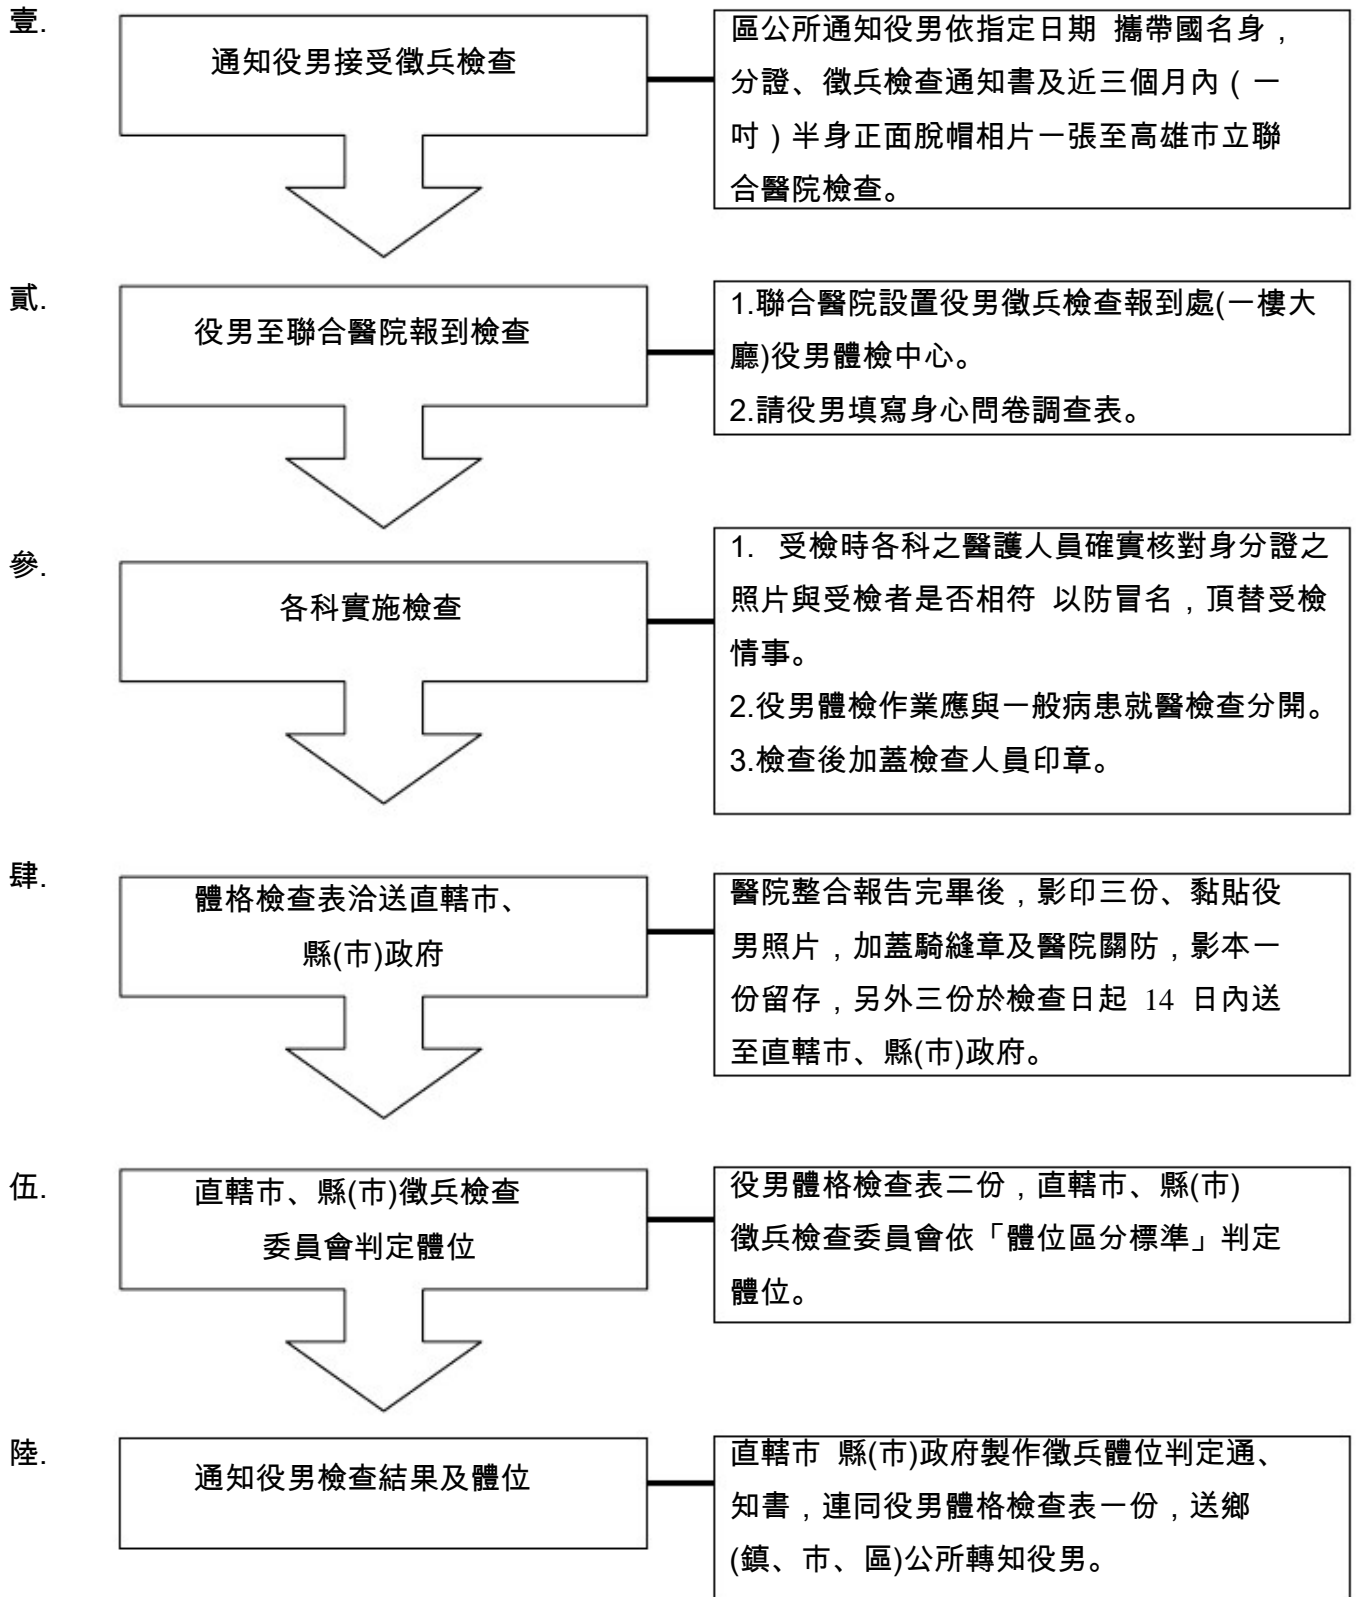 壹.
通知役男接受徵兵檢查
區公所通知役男依指定日期 攜帶國名身，
分證、徵兵檢查通知書及近三個月內（一
吋）半身正面脫帽相片一張至高雄市立聯
合醫院檢查。
貳.
役男至聯合醫院報到檢查
1.聯合醫院設置役男徵兵檢查報到處(一樓大
廳)役男體檢中心。
2.請役男填寫身心問卷調查表。
參.
各科實施檢查
1. 受檢時各科之醫護人員確實核對身分證之
照片與受檢者是否相符 以防冒名，頂替受檢
情事。
2.役男體檢作業應與一般病患就醫檢查分開。
3.檢查後加蓋檢查人員印章。
肆.
體格檢查表洽送直轄市、
縣(市)政府
醫院整合報告完畢後，影印三份、黏貼役
男照片，加蓋騎縫章及醫院關防，影本一
份留存，另外三份於檢查日起 14 日內送
至直轄市、縣(市)政府。
伍.
直轄市、縣(市)徵兵檢查
委員會判定體位
役男體格檢查表二份，直轄市、縣(市)
徵兵檢查委員會依「體位區分標準」判定
體位。
陸.
通知役男檢查結果及體位
直轄市 縣(市)政府製作徵兵體位判定通、
知書，連同役男體格檢查表一份，送鄉
(鎮、市、區)公所轉知役男。